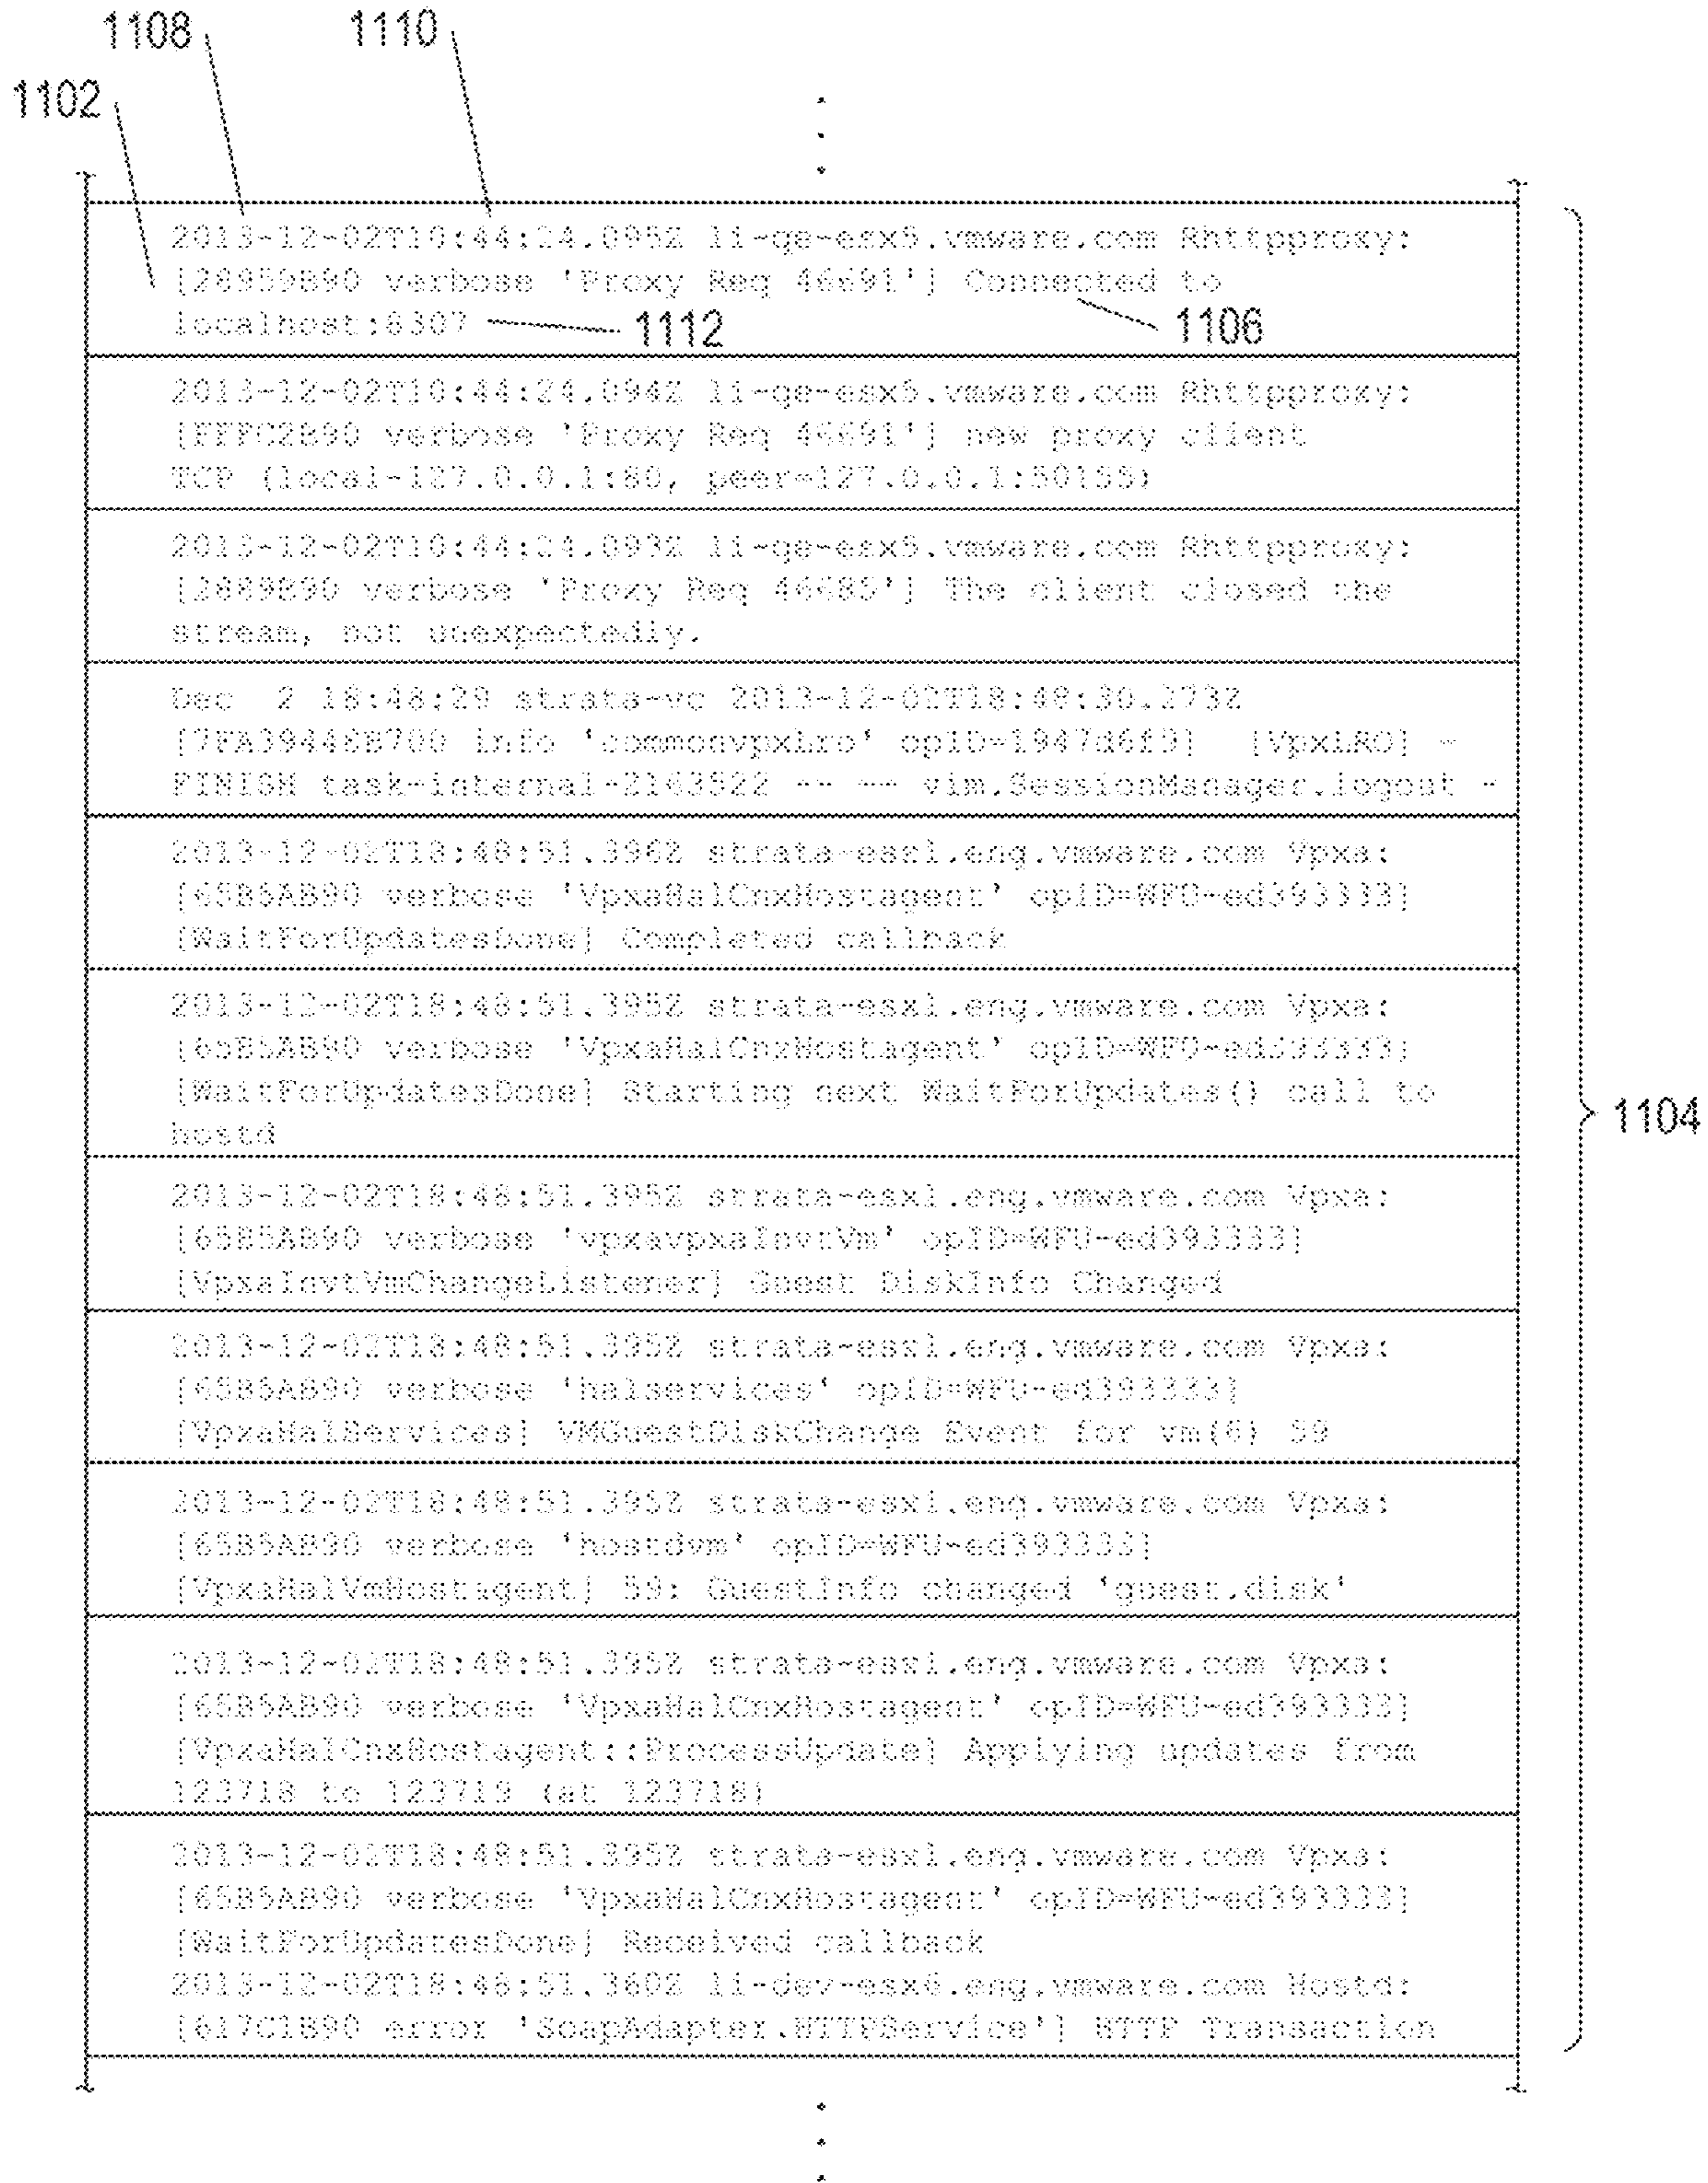 1108 1110
1102
2013-12-02T10:44:24.095Z li-qe-esx5.vmware.com Rhttpproxy:
[28959B90 verbose 'Proxy Req 46691'] Connected to
localhost:8307 1112 1106
2013-12-02T10:44:24.094Z li-qe-esx5.vmware.com Rhttpproxy:
[FFFC2B90 verbose 'Proxy Req 46691'] new proxy client
TCP (local=127.0.0.1:80, peer=127.0.0.1:50155)
2013-12-02T10:44:24.093Z li-qe-esx5.vmware.com Rhttpproxy:
verbose 'Proxy Req 46685'] The client closed the
stream, not unexpectedly.
Dec 2 18:48:29 strata-vc 2013-12-02T18:48:30.273Z
info 'commonvpxLro' opID=1947d6f9] [VpxLRO] -
FINISH task-internal-2163522 -- -- vim.SessionManager.logout -
2013-12-02T18:48:51.396Z strata-esx1.eng.vmware.com Vpxa:
[65B5AB90 verbose 'VpxaHalCnxHostagent' opID=WFU-ed393333]
[WaitForUpdatesDone] Completed callback
2013-12-02T18:48:51.395Z strata-esx1.eng.vmware.com Vpxa:
[65B5AB90 verbose 'VpxaHalCnxHostagent' opID=WFU-ed393333]
[WaitForUpdatesDone] Starting next WaitForUpdates() call to
hostd
1104
2013-12-02T18:48:51.395Z strata-esx1.eng.vmware.com Vpxa:
[65B5AB90 verbose 'vpxavpxaInvtVm' opID=WFU-ed393333]
[VpxaInvtVmChangeListener] Guest DiskInfo Changed
2013-12-02T18:48:51.395Z strata-esx1.eng.vmware.com Vpxa:
[65B5AB90 verbose 'halservices' opID=WFU-ed393333]
[VpxaHalServices] VMGuestDiskChange Event for vm(6) 59
2013-12-02T18:48:51.395Z strata-esx1.eng.vmware.com Vpxa:
[65B5AB90 verbose 'hostdvm' opID=WFU-ed393333]
[VpxaHalVmHostagent] 59: GuestInfo changed 'guest.disk'
2013-12-02T18:48:51.395Z strata-esx1.eng.vmware.com Vpxa:
[65B5AB90 verbose 'VpxaHalCnxHostagent' opID=WFU-ed393333]
[VpxaHalCnxHostagent::ProcessUpdate] Applying updates from
123718 to 123719 (at 123718)
2013-12-02T18:48:51.395Z strata-esx1.eng.vmware.com Vpxa:
[65B5AB90 verbose 'VpxaHalCnxHostagent' opID=WFU-ed393333]
[WaitForUpdatesDone] Received callback
2013-12-02T18:48:51.360Z li-dev-esx6.eng.vmware.com Hostd:
[617C1B90 error 'SoapAdapter.HTTPService'] HTTP Transaction